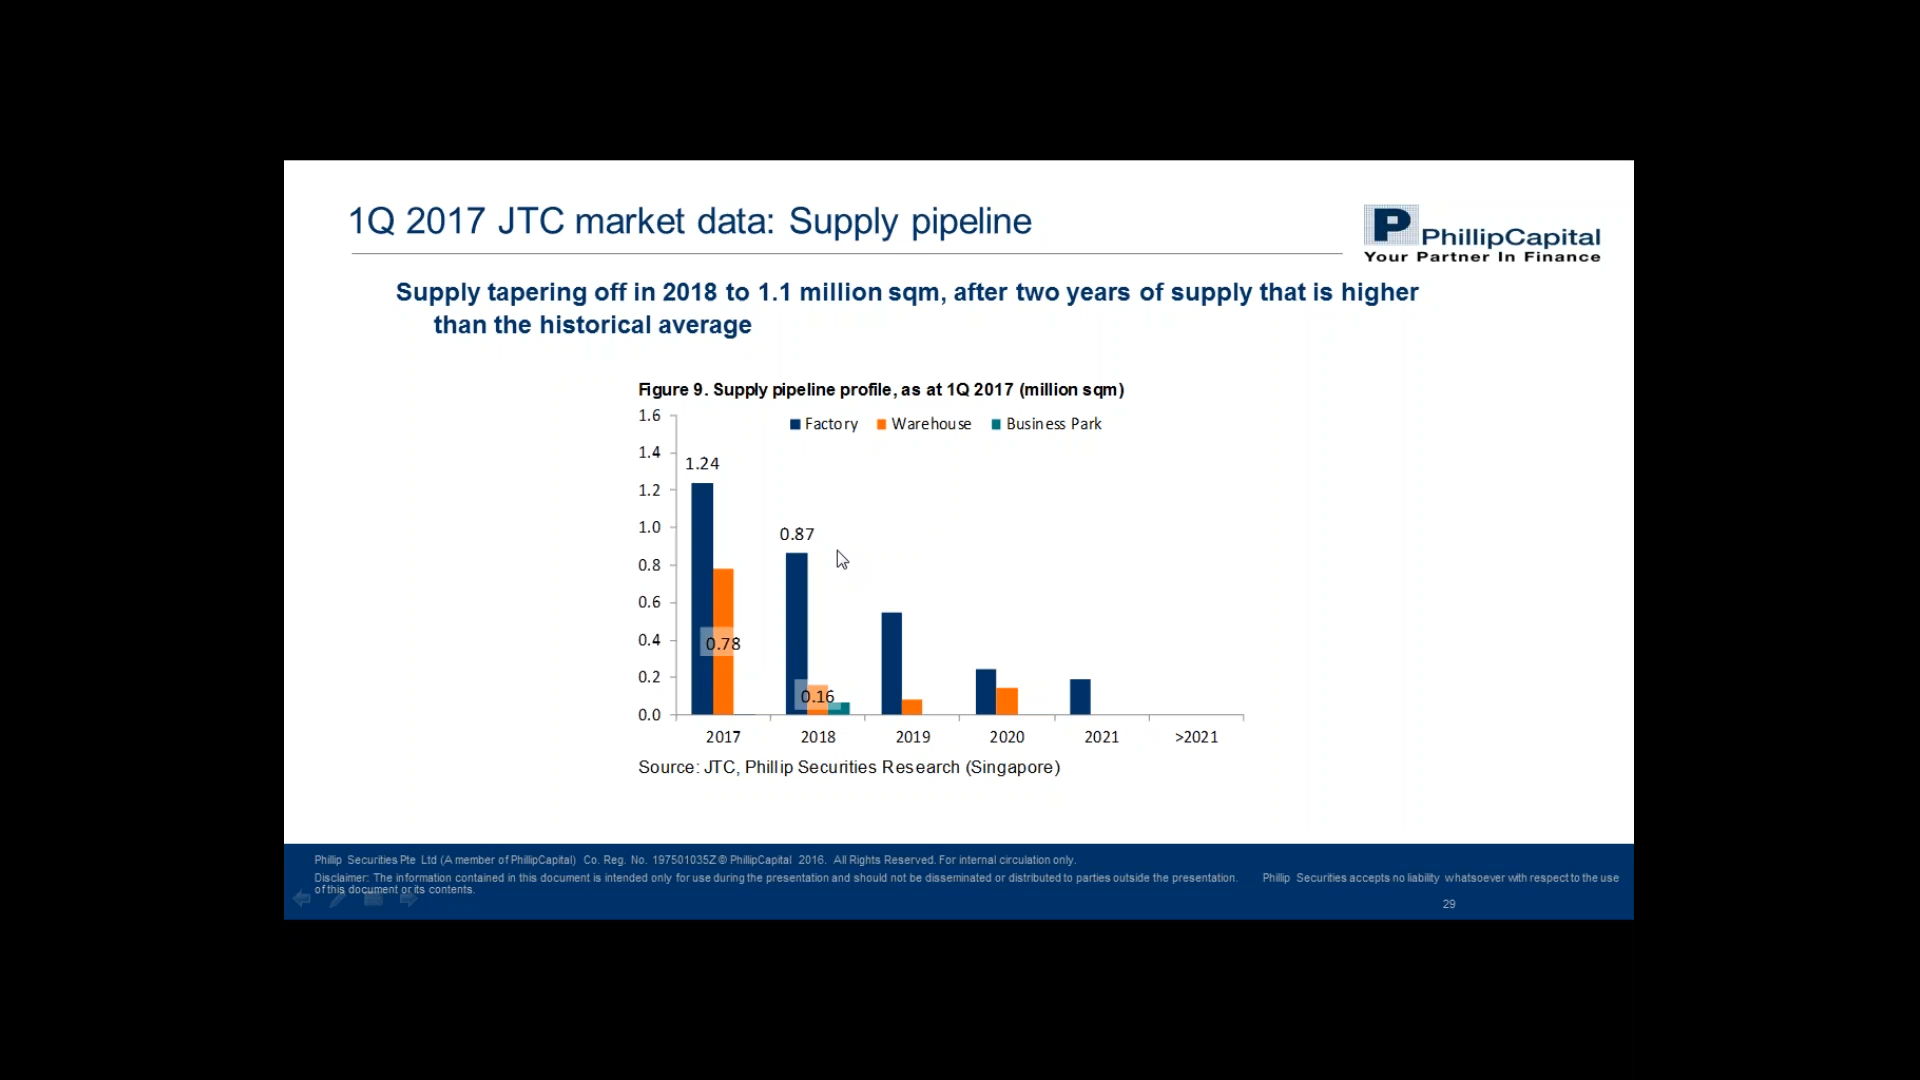 1Q 2017 JTC market data: Supply pipeline
P PhillipCapital
Your Partner In Finance
Supply tapering off in 2018 to 1.1 million sqm, after two years of supply that is higher
than the historical average
Figure 9. Supply pipeline profile, as at 1Q 2017 (million sqm)
Factory Warehouse Business Park
1.6
1.4
1.2
1.0
0.8
0.6
0.4
0.2
0.0
1.24
0.78
0.87
0.16
2017 2018 2019 2020 2021 >2021
Source: JTC, Phillip Securities Research (Singapore)
Phillip Securities Pte Ltd (A member of PhillipCapital) Co. Reg. No. 197501035Z © PhillipCapital 2016. All Rights Reserved. For internal circulation only.
Disclaimer: The information contained in this document is intended only for use during the presentation and should not be disseminated or distributed to parties outside the presentation. Phillip Securities accepts no liability whatsoever with respect to the use
of this document or its contents.
29